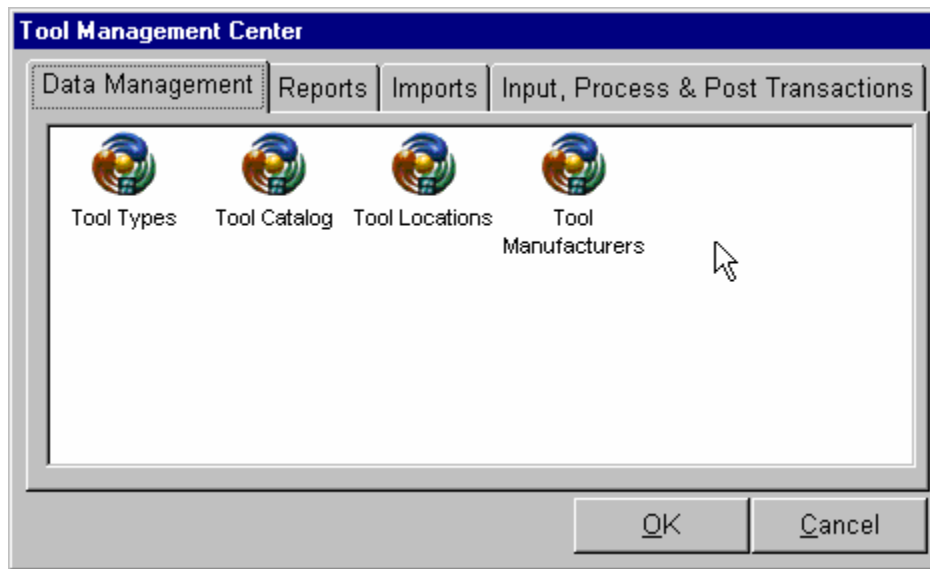 Tool Management Center
Data Management Reports Imports Input, Process & Post Transactions
Tool Types Tool Catalog Tool Locations Tool
Manufacturers
OK Cancel